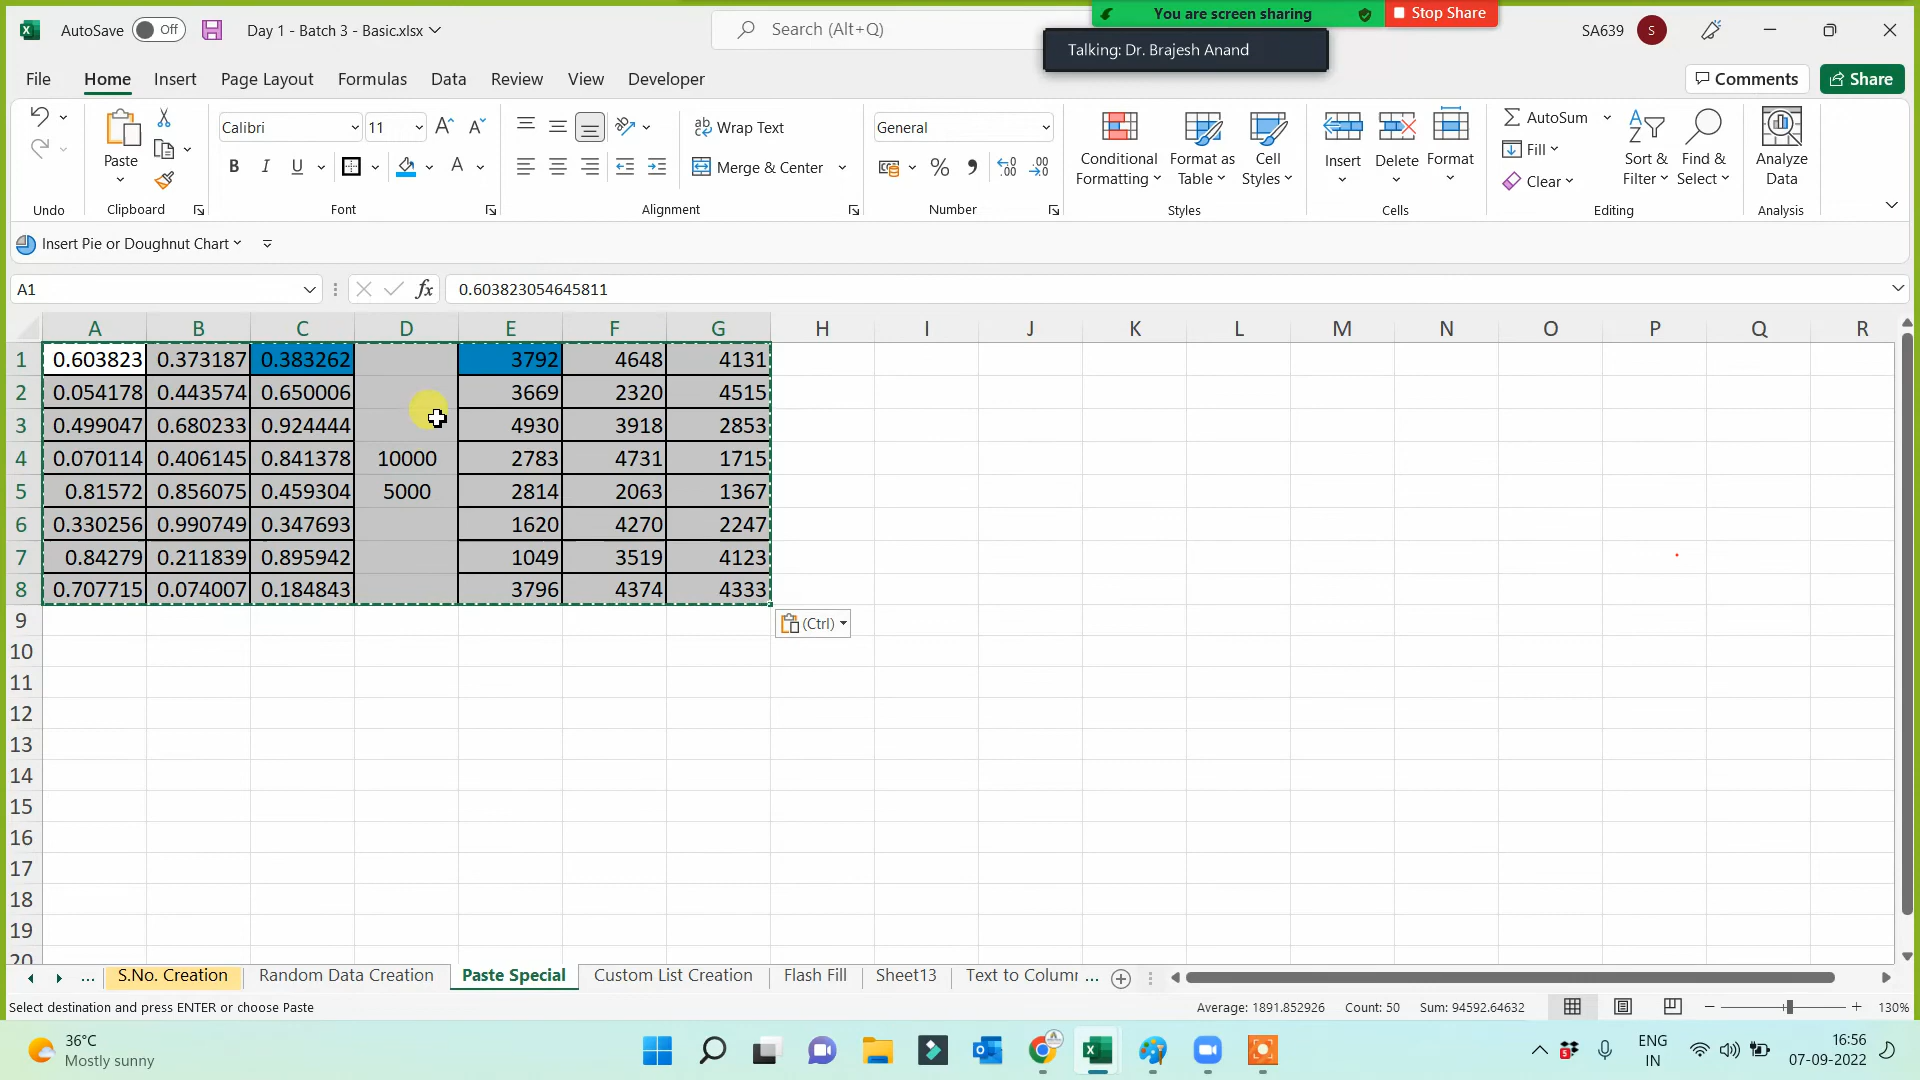 You are screen sharing
Stop Share
AutoSave Off Day 1 - Batch 3 - Basic.xlsx
Search (Alt+Q)
SA639 S
Talking: Dr. Brajesh Anand
File Home Insert Page Layout Formulas Data Review View Developer
Comments Share
Calibri 11
Wrap Text
General
AutoSum
Paste
Merge & Center
Conditional Formatting
Format as Table
Cell Styles
Insert Delete Format
Fill
Clear
Sort & Filter
Find & Select
Analyze Data
Undo Clipboard Font Alignment Number Styles Cells Editing Analysis
Insert Pie or Doughnut Chart
A1 fx 0.603823054645811
A B C D E F G H I J K L M N O P Q R
1 0.603823 0.373187 0.383262 3792 4648 4131
2 0.054178 0.443574 0.650006 3669 2320 4515
3 0.499047 0.680233 0.924444 4930 3918 2853
4 0.070114 0.406145 0.841378 10000 2783 4731 1715
5 0.81572 0.856075 0.459304 5000 2814 2063 1367
6 0.330256 0.990749 0.347693 1620 4270 2247
7 0.84279 0.211839 0.895942 1049 3519 4123
8 0.707715 0.074007 0.184843 3796 4374 4333
9
(Ctrl)
10
11
12
13
14
15
16
17
18
19
20
... S.No. Creation Random Data Creation Paste Special Custom List Creation Flash Fill Sheet13 Text to Colum ...
Select destination and press ENTER or choose Paste
Average: 1891.852926 Count: 50 Sum: 94592.64632
130%
36°C
Mostly sunny
ENG
IN
16:56
07-09-2022